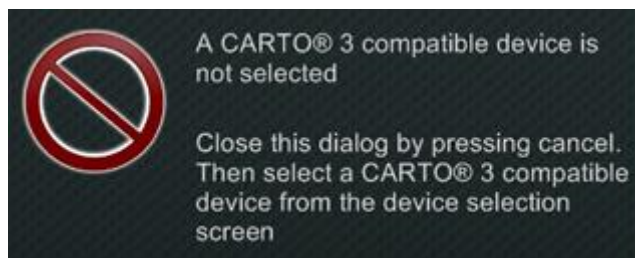 A CARTO® 3 compatible device is
not selected
Close this dialog by pressing cancel.
Then select a CARTO® 3 compatible
device from the device selection
screen